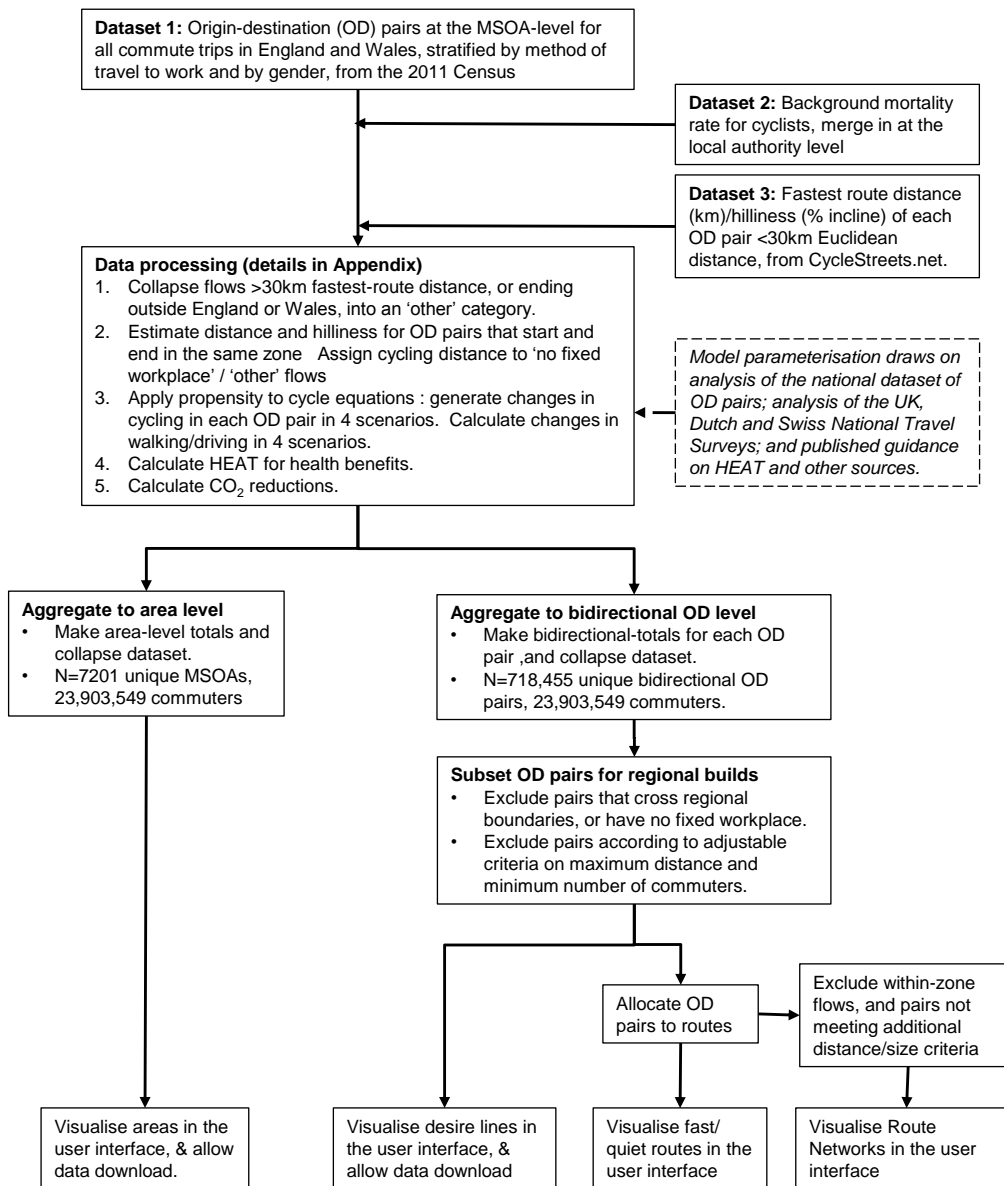 Dataset 1: Origin-destination (OD) pairs at the MSOA-level for
all commute trips in England and Wales, stratified by method of
travel to work and by gender, from the 2011 Census
Dataset 2: Background mortality
rate for cyclists, merge in at the
local authority level
Dataset 3: Fastest route distance
(km)/hilliness (% incline) of each
OD pair <30km Euclidean
distance, from CycleStreets.net.
Data processing (details in Appendix)
1. Collapse flows >30km fastest-route distance, or ending
outside England or Wales, into an ‘other’ category.
2. Estimate distance and hilliness for OD pairs that start and
end in the same zone   Assign cycling distance to ‘no fixed
workplace’ / ‘other’ flows
3. Apply propensity to cycle equations : generate changes in
cycling in each OD pair in 4 scenarios.  Calculate changes in
walking/driving in 4 scenarios.
4. Calculate HEAT for health benefits.
5. Calculate CO2 reductions.
Model parameterisation draws on
analysis of the national dataset of
OD pairs; analysis of the UK,
Dutch and Swiss National Travel
Surveys; and published guidance
on HEAT and other sources.
Aggregate to area level
• Make area-level totals and
collapse dataset.
• N=7201 unique MSOAs,
23,903,549 commuters
Aggregate to bidirectional OD level
• Make bidirectional-totals for each OD
pair ,and collapse dataset.
• N=718,455 unique bidirectional OD
pairs, 23,903,549 commuters.
Subset OD pairs for regional builds
• Exclude pairs that cross regional
boundaries, or have no fixed workplace.
• Exclude pairs according to adjustable
criteria on maximum distance and
minimum number of commuters.
Allocate OD
pairs to routes
Exclude within-zone
flows, and pairs not
meeting additional
distance/size criteria
Visualise areas in the
user interface, & allow
data download.
Visualise desire lines in
the user interface, &
allow data download
Visualise fast/
quiet routes in the
user interface
Visualise Route
Networks in the user
interface